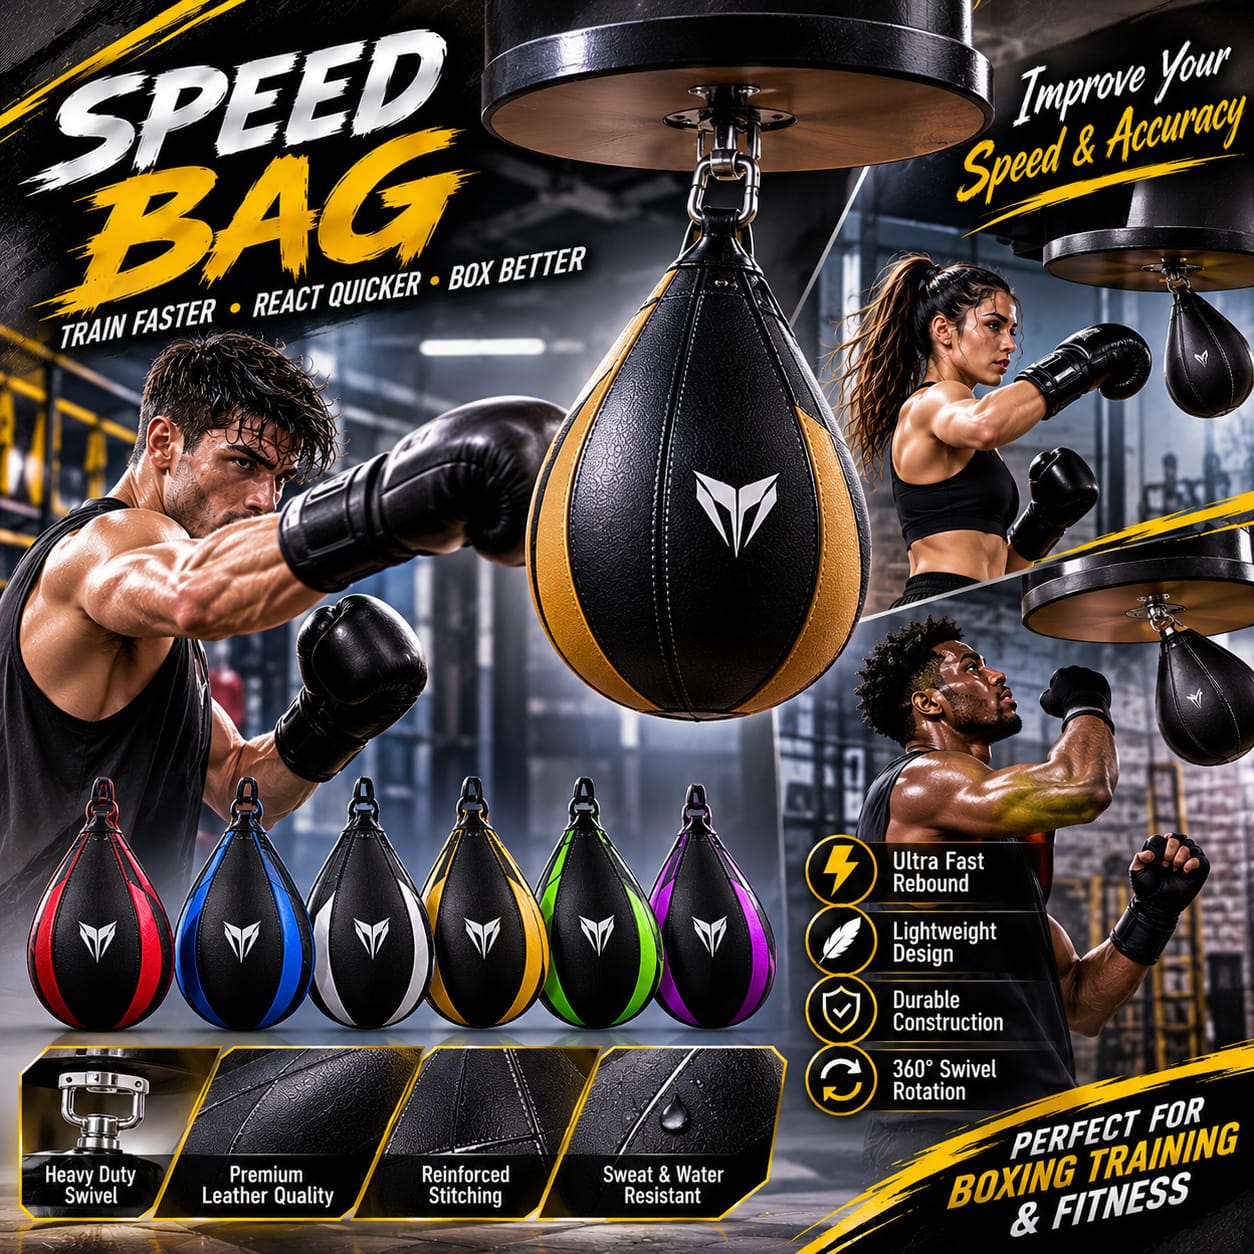 SPEED
BAG
TRAIN FASTER • REACT QUICKER • BOX BETTER
Improve Your
Speed & Accuracy
Ultra Fast
Rebound
Lightweight
Design
Durable
Construction
360° Swivel
Rotation
Heavy Duty
Swivel
Premium
Leather Quality
Reinforced
Stitching
Sweat & Water
Resistant
PERFECT FOR
BOXING TRAINING
& FITNESS